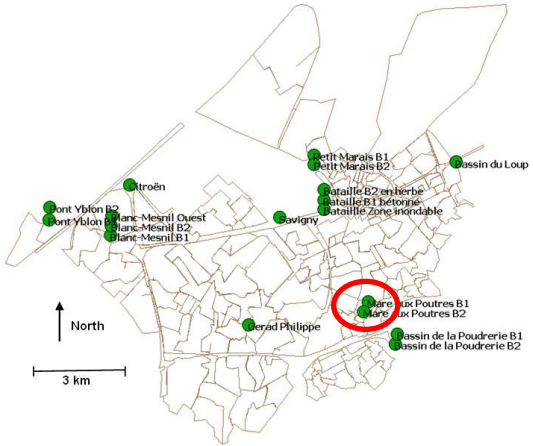 Petit Marais B1
Petit Marais B2
Bassin du Loup
Citroën
Bataille B2 en herbe
Bataille B1 bétonné
Bataille Zone inondable
Pont Yblon B2
Pont Yblon B1
Blanc-Mesnil Ouest
Blanc-Mesnil B2
Blanc-Mesnil B1
Savigny
Mare aux Poutres B1
Mare aux Poutres B2
North
Gerad Philippe
Bassin de la Poudrerie B1
Bassin de la Poudrerie B2
3 km